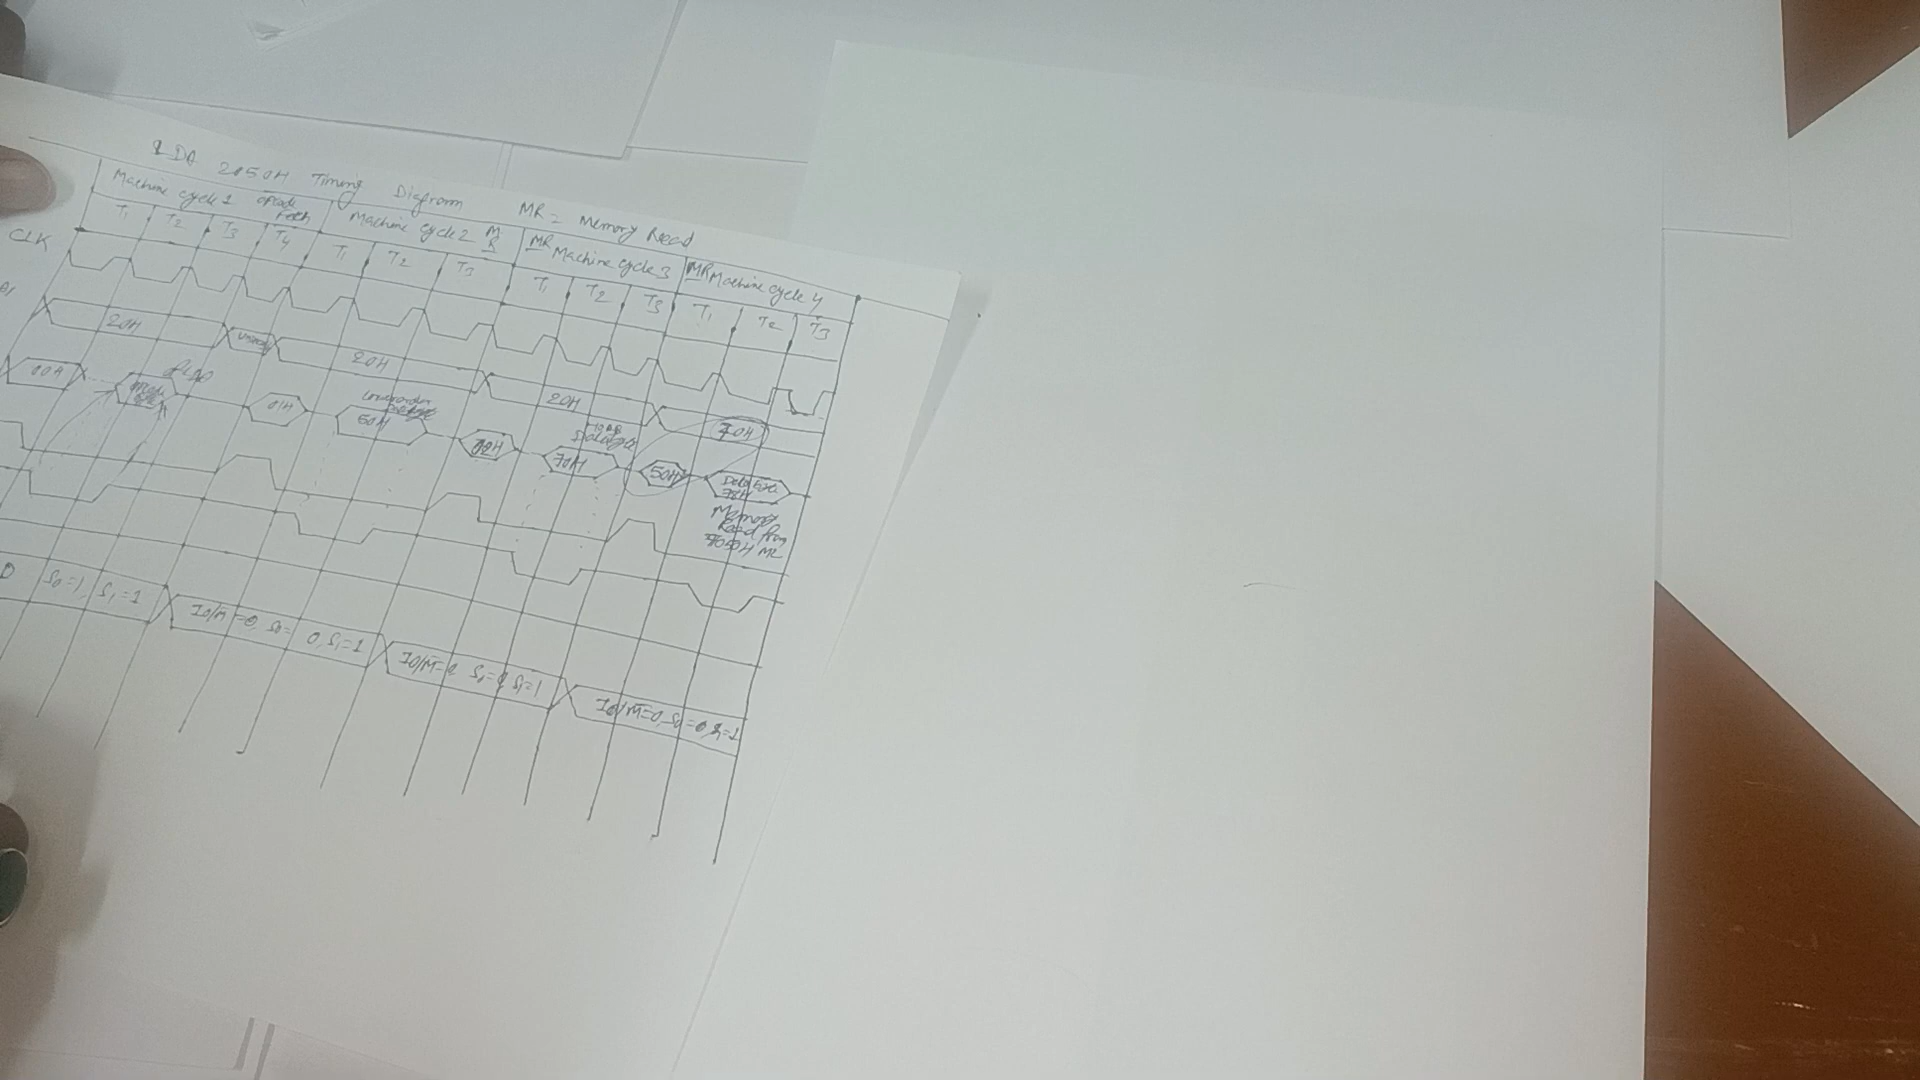 LDA 2050H Timing Diagram MR = Memory Read
Machine cycle 1 opcode Fetch Machine cycle 2 MR MR Machine cycle 3 MR Machine cycle 4
T1 T2 T3 T4 T1 T2 T3 T1 T2 T3 T1 T2 T3
CLK
20H 20H 20H 70H
00H 01H 50H 70H 50H Data
Memory
Read from
7050H MR
S0=1, S1=1 IO/M=0, S0=0, S1=1 IO/M=0 S1=1 IO/M=0, S0=0, S1=1